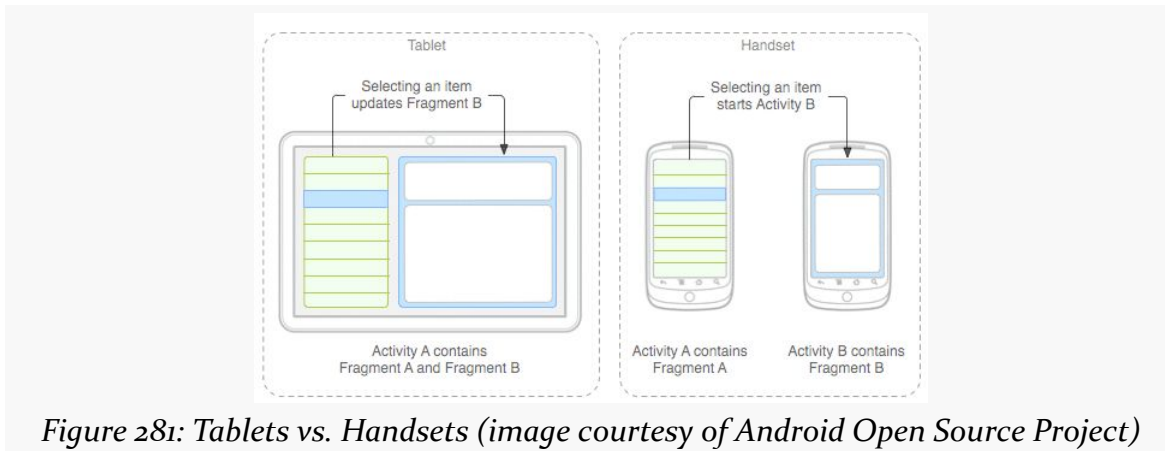 Tablet
Selecting an item
updates Fragment B
Activity A contains
Fragment A and Fragment B
Handset
Selecting an item
starts Activity B
Activity A contains
Fragment A
Activity B contains
Fragment B
Figure 281: Tablets vs. Handsets (image courtesy of Android Open Source Project)